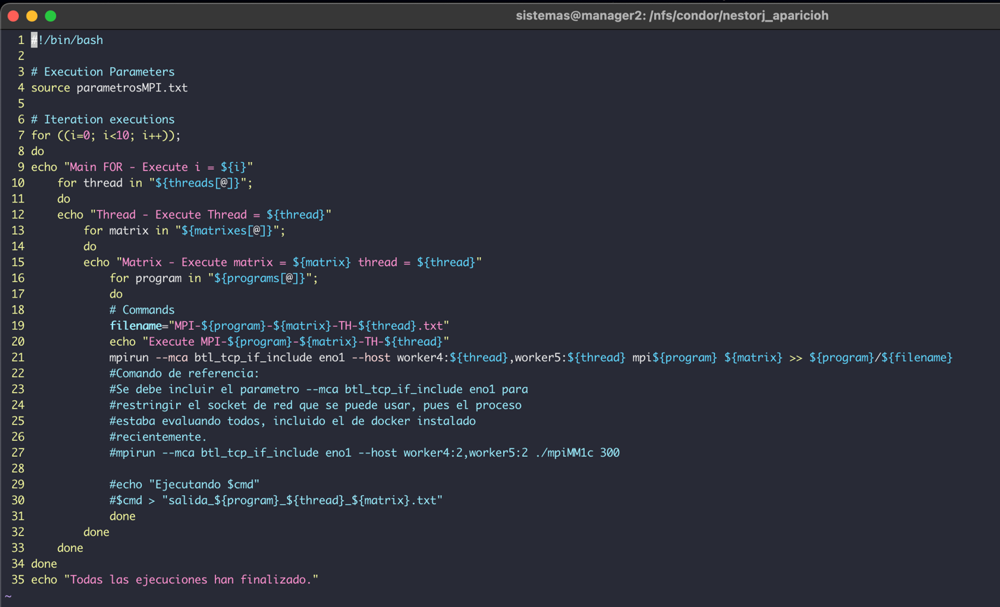 sistemas@manager2: /nfs/condor/nestorj_aparicioh
1 #!/bin/bash
2
3 # Execution Parameters
4 source parametrosMPI.txt
5
6 # Iteration executions
7 for ((i=0; i<10; i++));
8 do
9 echo "Main FOR - Execute i = ${i}"
10     for thread in "${threads[@]}";
11     do
12     echo "Thread - Execute Thread = ${thread}"
13         for matrix in "${matrixes[@]}";
14         do
15         echo "Matrix - Execute matrix = ${matrix} thread = ${thread}"
16             for program in "${programs[@]}";
17             do
18             # Commands
19             filename="MPI-${program}-${matrix}-TH-${thread}.txt"
20             echo "Execute MPI-${program}-${matrix}-TH-${thread}"
21             mpirun --mca btl_tcp_if_include eno1 --host worker4:${thread},worker5:${thread} mpi${program} ${matrix} >> ${program}/${filename}
22             #Comando de referencia:
23             #Se debe incluir el parametro --mca btl_tcp_if_include eno1 para
24             #restringir el socket de red que se puede usar, pues el proceso
25             #estaba evaluando todos, incluido el de docker instalado
26             #recientemente.
27             #mpirun --mca btl_tcp_if_include eno1 --host worker4:2,worker5:2 ./mpiMM1c 300
28
29             #echo "Ejecutando $cmd"
30             #$cmd > "salida_${program}_${thread}_${matrix}.txt"
31             done
32         done
33     done
34 done
35 echo "Todas las ejecuciones han finalizado."
~